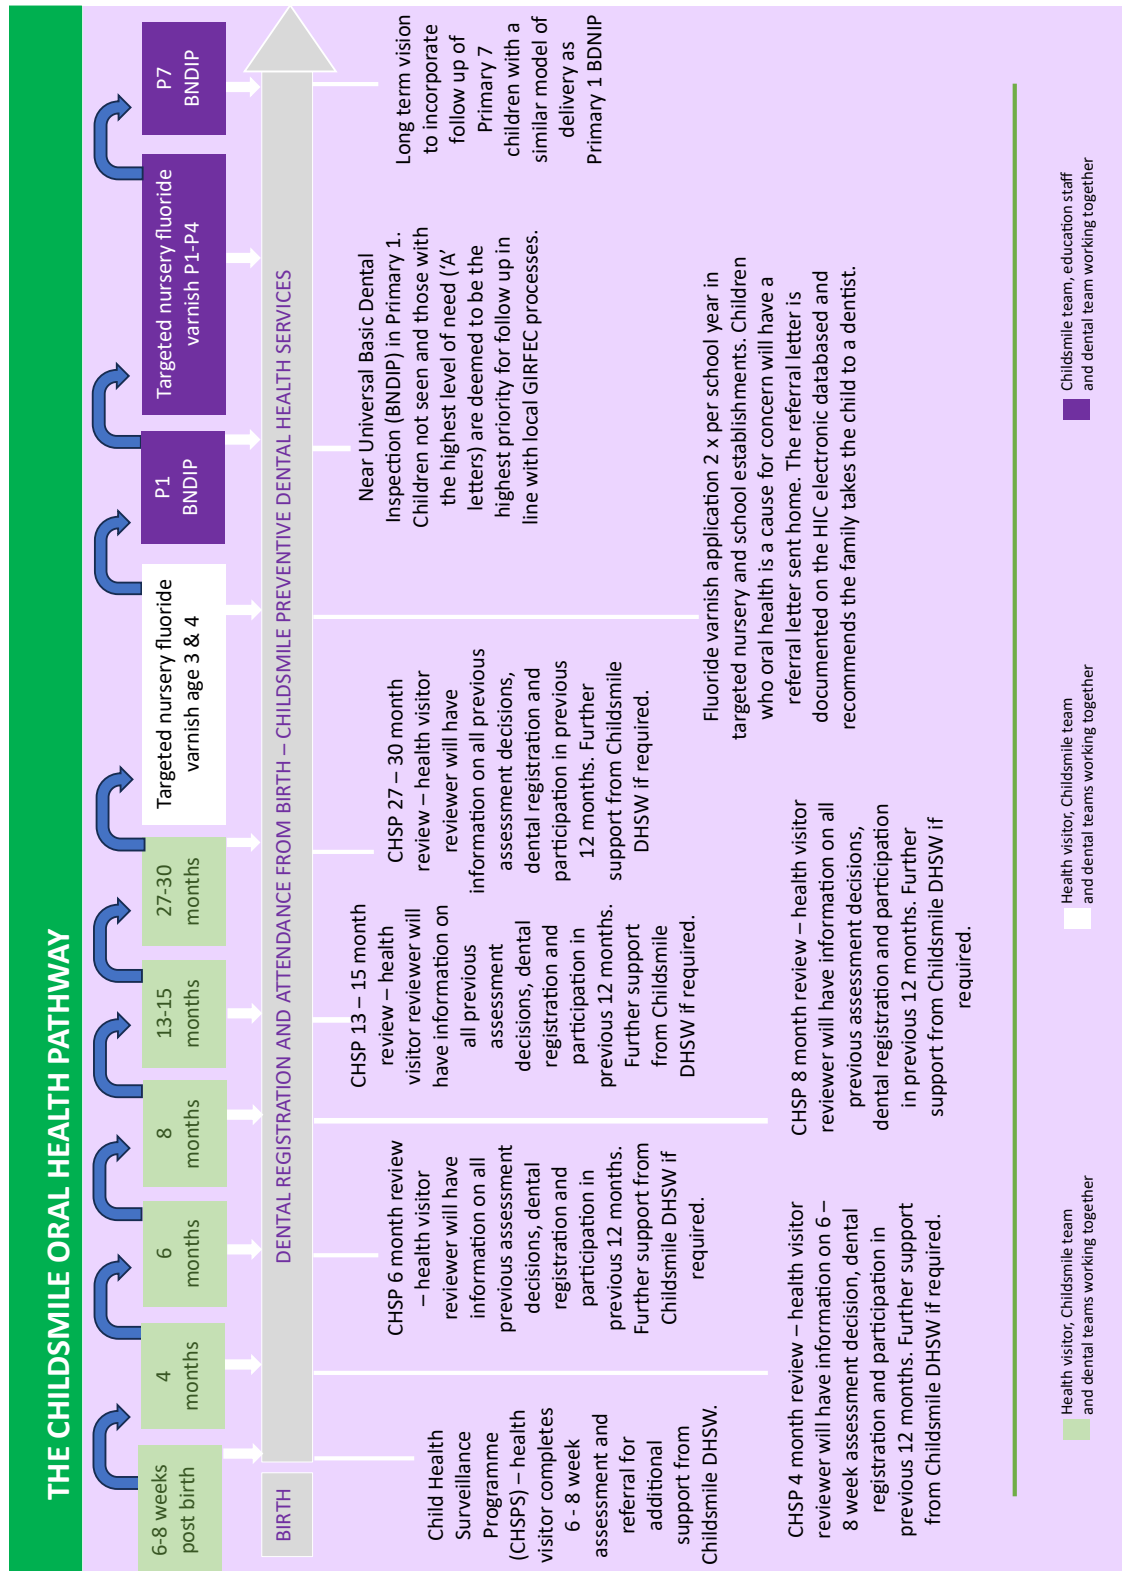 THE CHILDSMILE ORAL HEALTH PATHWAY
6-8 weeks
post birth
4
months
6
months
8
months
13-15
months
27-30
months
Targeted nursery fluoride
varnish age 3 & 4
P1
BNDIP
Targeted nursery fluoride
varnish P1-P4
P7
BNDIP
BIRTH
DENTAL REGISTRATION AND ATTENDANCE FROM BIRTH – CHILDSMILE PREVENTIVE DENTAL HEALTH SERVICES
Child Health
Surveillance
Programme
(CHSPS) – health
visitor completes
6 - 8 week
assessment and
referral for
additional
support from
Childsmile DHSW.
CHSP 4 month review – health visitor
reviewer will have information on 6 –
8 week assessment decision, dental
registration and participation in
previous 12 months. Further support
from Childsmile DHSW if required.
CHSP 6 month review
– health visitor
reviewer will have
information on all
previous assessment
decisions, dental
registration and
participation in
previous 12 months.
Further support from
Childsmile DHSW if
required.
CHSP 8 month review – health visitor
reviewer will have information on all
previous assessment decisions,
dental registration and participation
in previous 12 months. Further
support from Childsmile DHSW if
required.
CHSP 13 – 15 month
review – health
visitor reviewer will
have information on
all previous
assessment
decisions, dental
registration and
participation in
previous 12 months.
Further support
from Childsmile
DHSW if required.
CHSP 27 – 30 month
review – health visitor
reviewer will have
information on all previous
assessment decisions,
dental registration and
participation in previous
12 months. Further
support from Childsmile
DHSW if required.
Fluoride varnish application 2 x per school year in
targeted nursery and school establishments. Children
who oral health is a cause for concern will have a
referral letter sent home. The referral letter is
documented on the HIC electronic databased and
recommends the family takes the child to a dentist.
Near Universal Basic Dental
Inspection (BNDIP) in Primary 1.
Children not seen and those with
the highest level of need (‘A’
letters) are deemed to be the
highest priority for follow up in
line with local GIRFEC processes.
Long term vision
to incorporate
follow up of
Primary 7
children with a
similar model of
delivery as
Primary 1 BDNIP
Health visitor, Childsmile team
and dental teams working together
Health visitor, Childsmile team
and dental teams working together
Childsmile team, education staff
and dental team working together